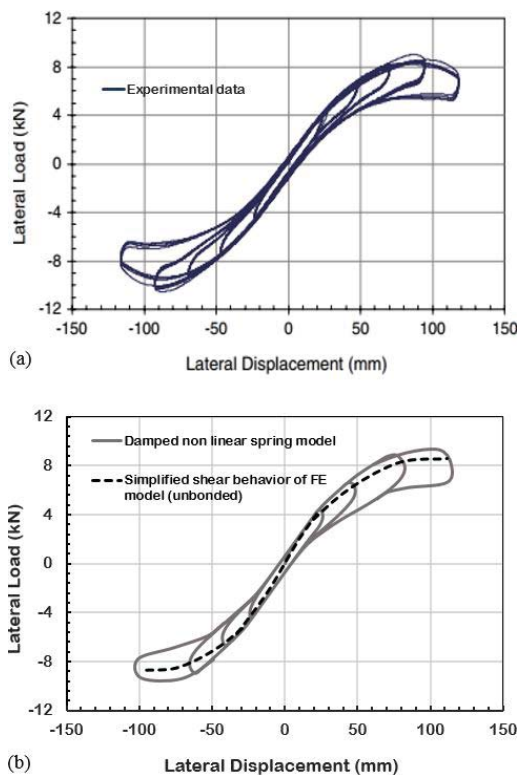 12
8
Experimental data
4
0
-4
-8
-12
Lateral Load (kN)
-150 -100 -50 0 50 100 150
(a)
Lateral Displacement (mm)
12
Damped non linear spring model
8
Simplified shear behavior of FE
model (unbonded)
4
0
-4
-8
-12
Lateral Load (kN)
-150 -100 -50 0 50 100 150
(b)
Lateral Displacement (mm)